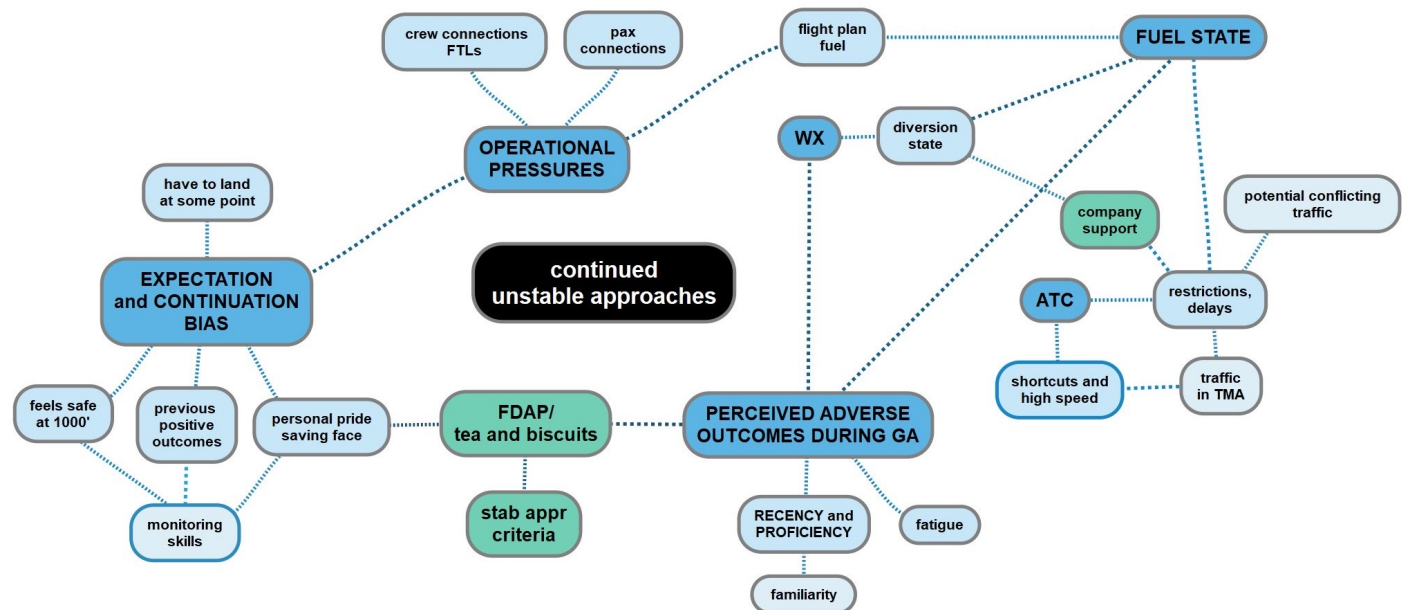 crew connections
FTLs
pax
connections
flight plan
fuel
FUEL STATE
OPERATIONAL
PRESSURES
WX
diversion
state
have to land
at some point
company
support
potential conflicting
traffic
EXPECTATION
and CONTINUATION
BIAS
continued
unstable approaches
ATC
restrictions,
delays
feels safe
at 1000'
previous
positive
outcomes
personal pride
saving face
FDAP/
tea and biscuits
PERCEIVED ADVERSE
OUTCOMES DURING GA
shortcuts and
high speed
traffic
in TMA
monitoring
skills
stab appr
criteria
RECENCY and
PROFICIENCY
fatigue
familiarity